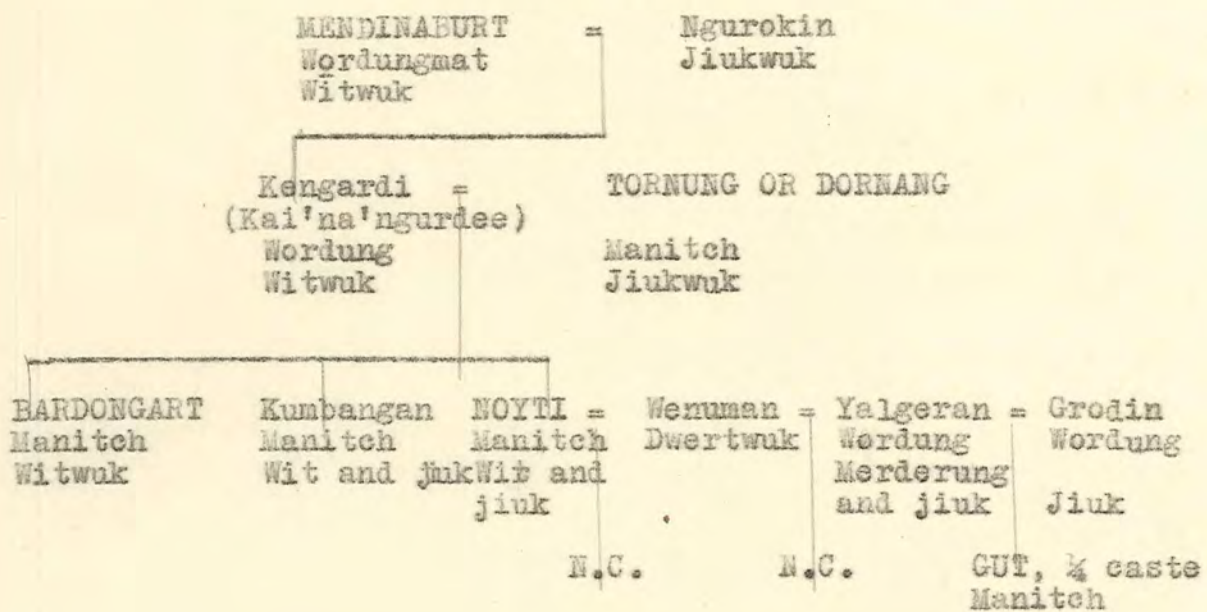 MENDINABURT = Ngurokin
Wordungmat Jiukwuk
Witwuk
Kengardi = TORNUNG OR DORNANG
(Kai'na'ngurdee)
Wordung Manitch
Witwuk Jiukwuk
BARDONGART Kumbangan NOYTI = Wenuman = Yalgeran = Grodin
Manitch Manitch Manitch Dwertwuk Wordung Wordung
Witwuk Wit and jiuk Wit and Merderung
jiuk and jiuk Jiuk
N.C. N.C. GUT, ¼ caste
Manitch